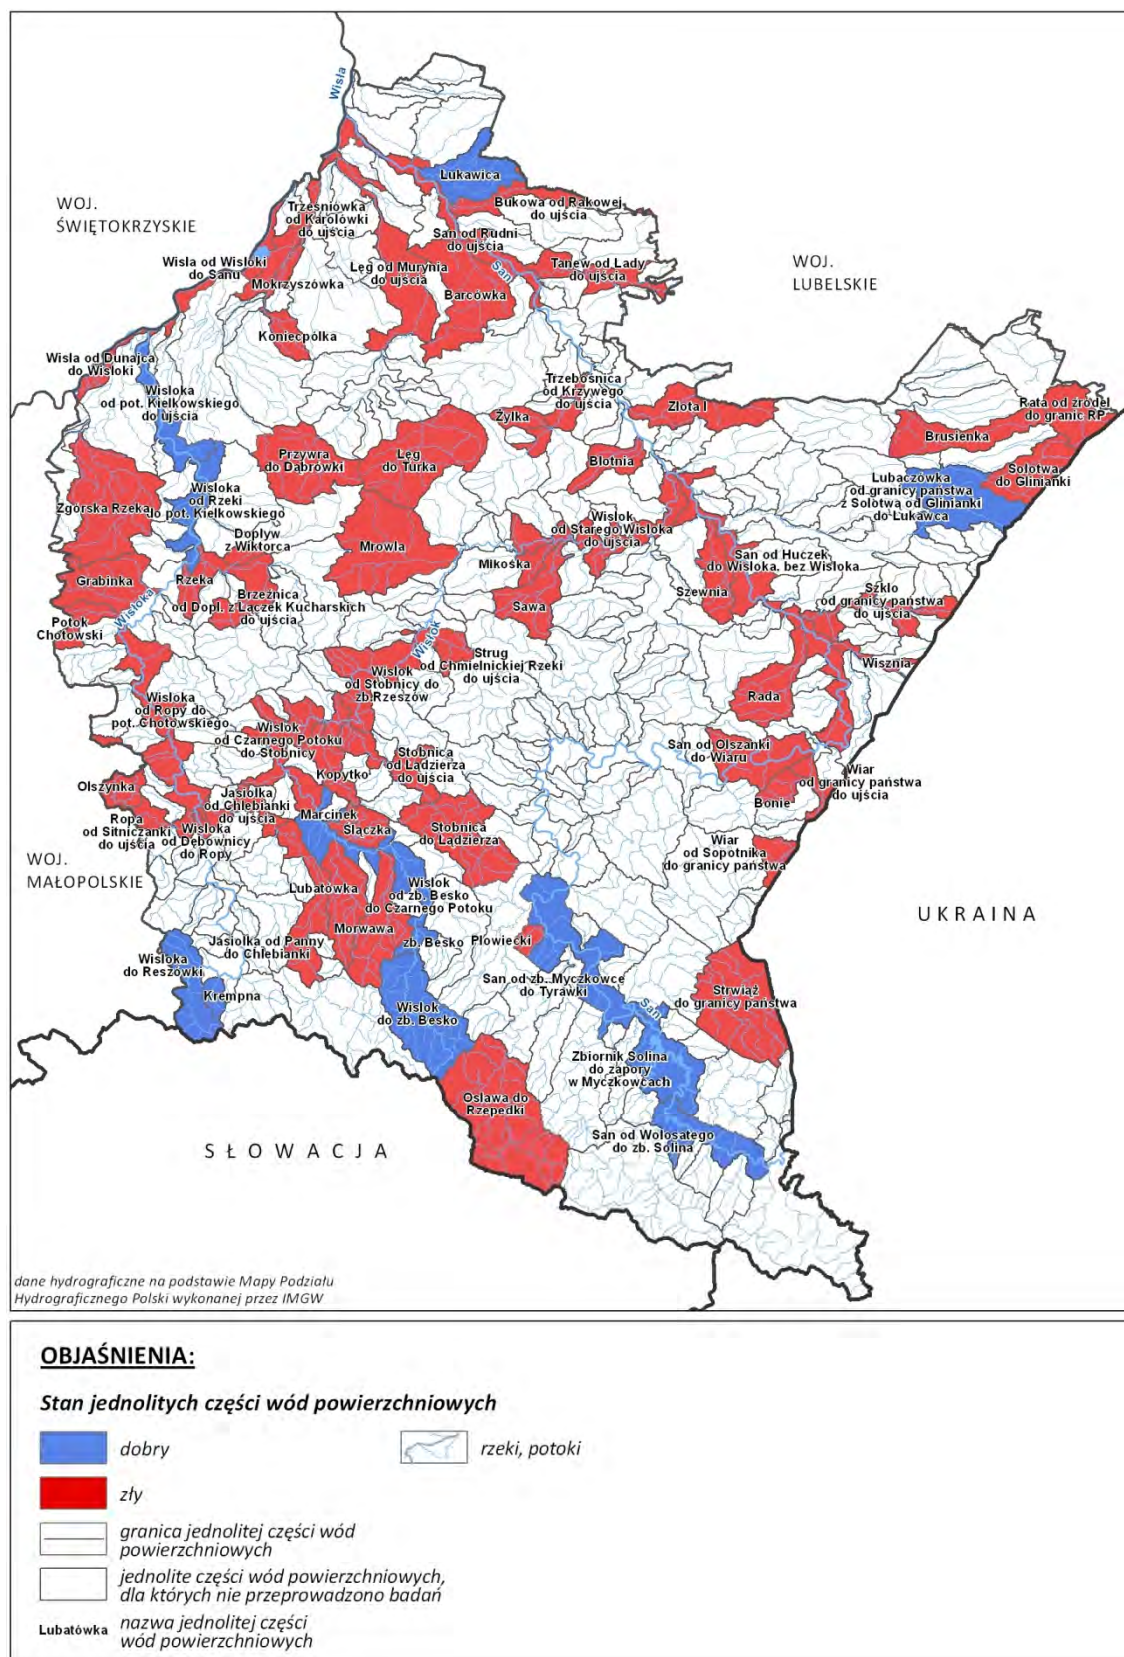 Wisła
WOJ.
ŚWIĘTOKRZYSKIE
Łukawica
Bukowa od Rakowej
do ujścia
Trześniówka
od Karolówki
do ujścia
San od Rudni
do ujścia
San
Tanew od Łady
do ujścia
WOJ.
LUBELSKIE
Wisła od Wisłoki
do Sanu
Mokrzyszówka
Łęg od Murynia
do ujścia
Barcówka
Koniecpólka
Wisła od Dunajca
do Wisłoki
Wisłoka
od pot. Kiełkowskiego
do ujścia
Trzebośnica
od Krzywego
do ujścia
Żyłka
Złota I
Rata od źródeł
do granic RP
Brusienka
Przyrwa
do Dąbrówki
Łęg
do Turka
Błotnia
Sołotwa
do Glinianki
Lubaczówka
od granicy państwa
z Sołotwą od Glinianki
do Łukawca
Zgórska Rzeka
Wisłoka
od Rzeki
do pot. Kiełkowskiego
Wisłok
od Starego Wisłoka
do ujścia
Dopływ
z Wiktorca
Mrowla
Mikośka
San od Huczek
do Wisłoka, bez Wisłoka
Grabinka
Rzeka
Brzeźnica
od Dopł. z Łączek Kucharskich
do ujścia
Sawa
Szewnia
Szkło
od granicy państwa
do ujścia
Potok
Chotowski
Wisłoka
Wisłok
Strug
od Chmielnickiej Rzeki
do ujścia
Wisznia
Wisłok
od Stobnicy do
zb.Rzeszów
Rada
Wisłoka
od Ropy do
pot. Chotowskiego
Wisłok
od Czarnego Potoku
do Stobnicy
San od Olszanki
do Wiaru
Stobnica
od Łądzierza
do ujścia
Kopytko
Wiar
od granicy państwa
do ujścia
Olszynka
Jasiołka
od Chlebianki
do ujścia
Bonie
Ropa
od Sitniczanki
do ujścia
Wisłoka
od Dębownicy
do Ropy
Marcinek
Ślączka
Stobnica
do Łądzierza
Wiar
od Sopotnika
do granicy państwa
WOJ.
MAŁOPOLSKIE
Lubatówka
Wisłok
od zb. Besko
do Czarnego Potoku
UKRAINA
Morwawa
zb. Besko
Płowiecki
Jasiołka od Panny
do Chlebianki
Wisłoka
do Reszówki
Krempna
San od zb. Myczkowce
do Tyrawki
San
Strwiąż
do granicy państwa
Wisłok
do zb. Besko
Zbiornik Solina
do zapory
w Myczkowcach
Osława do
Rzepedki
San od Wołosatego
do zb. Solina
SŁOWACJA
dane hydrograficzne na podstawie Mapy Podziału
Hydrograficznego Polski wykonanej przez IMGW
OBJAŚNIENIA:
Stan jednolitych części wód powierzchniowych
dobry
rzeki, potoki
zły
granica jednolitej części wód
powierzchniowych
jednolite części wód powierzchniowych,
dla których nie przeprowadzono badań
Lubatówka
nazwa jednolitej części
wód powierzchniowych